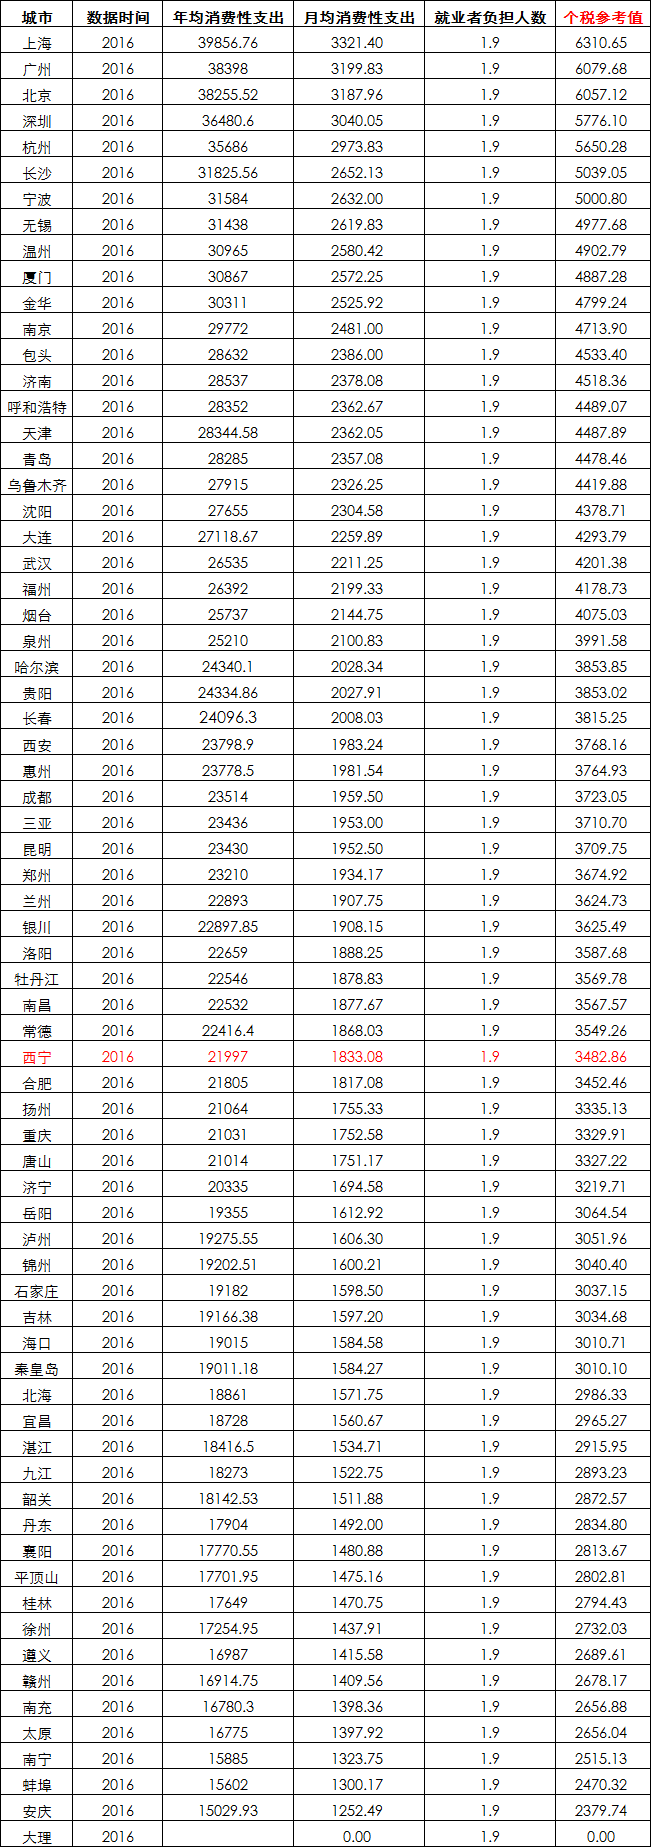 城市 数据时间 年均消费性支出 月均消费性支出 就业者负担人数 个税参考值
上海 2016 39856.76 3321.40 1.9 6310.65
广州 2016 38398 3199.83 1.9 6079.68
北京 2016 38255.52 3187.96 1.9 6057.12
深圳 2016 36480.6 3040.05 1.9 5776.10
杭州 2016 35686 2973.83 1.9 5650.28
长沙 2016 31825.56 2652.13 1.9 5039.05
宁波 2016 31584 2632.00 1.9 5000.80
无锡 2016 31438 2619.83 1.9 4977.68
温州 2016 30965 2580.42 1.9 4902.79
厦门 2016 30867 2572.25 1.9 4887.28
金华 2016 30311 2525.92 1.9 4799.24
南京 2016 29772 2481.00 1.9 4713.90
包头 2016 28632 2386.00 1.9 4533.40
济南 2016 28537 2378.08 1.9 4518.36
呼和浩特 2016 28352 2362.67 1.9 4489.07
天津 2016 28344.58 2362.05 1.9 4487.89
青岛 2016 28285 2357.08 1.9 4478.46
乌鲁木齐 2016 27915 2326.25 1.9 4419.88
沈阳 2016 27655 2304.58 1.9 4378.71
大连 2016 27118.67 2259.89 1.9 4293.79
武汉 2016 26535 2211.25 1.9 4201.38
福州 2016 26392 2199.33 1.9 4178.73
烟台 2016 25737 2144.75 1.9 4075.03
泉州 2016 25210 2100.83 1.9 3991.58
哈尔滨 2016 24340.1 2028.34 1.9 3853.85
贵阳 2016 24334.86 2027.91 1.9 3853.02
长春 2016 24096.3 2008.03 1.9 3815.25
西安 2016 23798.9 1983.24 1.9 3768.16
惠州 2016 23778.5 1981.54 1.9 3764.93
成都 2016 23514 1959.50 1.9 3723.05
三亚 2016 23436 1953.00 1.9 3710.70
昆明 2016 23430 1952.50 1.9 3709.75
郑州 2016 23210 1934.17 1.9 3674.92
兰州 2016 22893 1907.75 1.9 3624.73
银川 2016 22897.85 1908.15 1.9 3625.49
洛阳 2016 22659 1888.25 1.9 3587.68
牡丹江 2016 22546 1878.83 1.9 3569.78
南昌 2016 22532 1877.67 1.9 3567.57
常德 2016 22416.4 1868.03 1.9 3549.26
西宁 2016 21997 1833.08 1.9 3482.86
合肥 2016 21805 1817.08 1.9 3452.46
扬州 2016 21064 1755.33 1.9 3335.13
重庆 2016 21031 1752.58 1.9 3329.91
唐山 2016 21014 1751.17 1.9 3327.22
济宁 2016 20335 1694.58 1.9 3219.71
岳阳 2016 19355 1612.92 1.9 3064.54
泸州 2016 19275.55 1606.30 1.9 3051.96
锦州 2016 19202.51 1600.21 1.9 3040.40
石家庄 2016 19182 1598.50 1.9 3037.15
吉林 2016 19166.38 1597.20 1.9 3034.68
海口 2016 19015 1584.58 1.9 3010.71
秦皇岛 2016 19011.18 1584.27 1.9 3010.10
北海 2016 18861 1571.75 1.9 2986.33
宜昌 2016 18728 1560.67 1.9 2965.27
湛江 2016 18416.5 1534.71 1.9 2915.95
九江 2016 18273 1522.75 1.9 2893.23
韶关 2016 18142.53 1511.88 1.9 2872.57
丹东 2016 17904 1492.00 1.9 2834.80
襄阳 2016 17770.55 1480.88 1.9 2813.67
平顶山 2016 17701.95 1475.16 1.9 2802.81
桂林 2016 17649 1470.75 1.9 2794.43
徐州 2016 17254.95 1437.91 1.9 2732.03
遵义 2016 16987 1415.58 1.9 2689.61
赣州 2016 16914.75 1409.56 1.9 2678.17
南充 2016 16780.3 1398.36 1.9 2656.88
太原 2016 16775 1397.92 1.9 2656.04
南宁 2016 15885 1323.75 1.9 2515.13
蚌埠 2016 15602 1300.17 1.9 2470.32
安庆 2016 15029.93 1252.49 1.9 2379.74
大理 2016 0.00 1.9 0.00